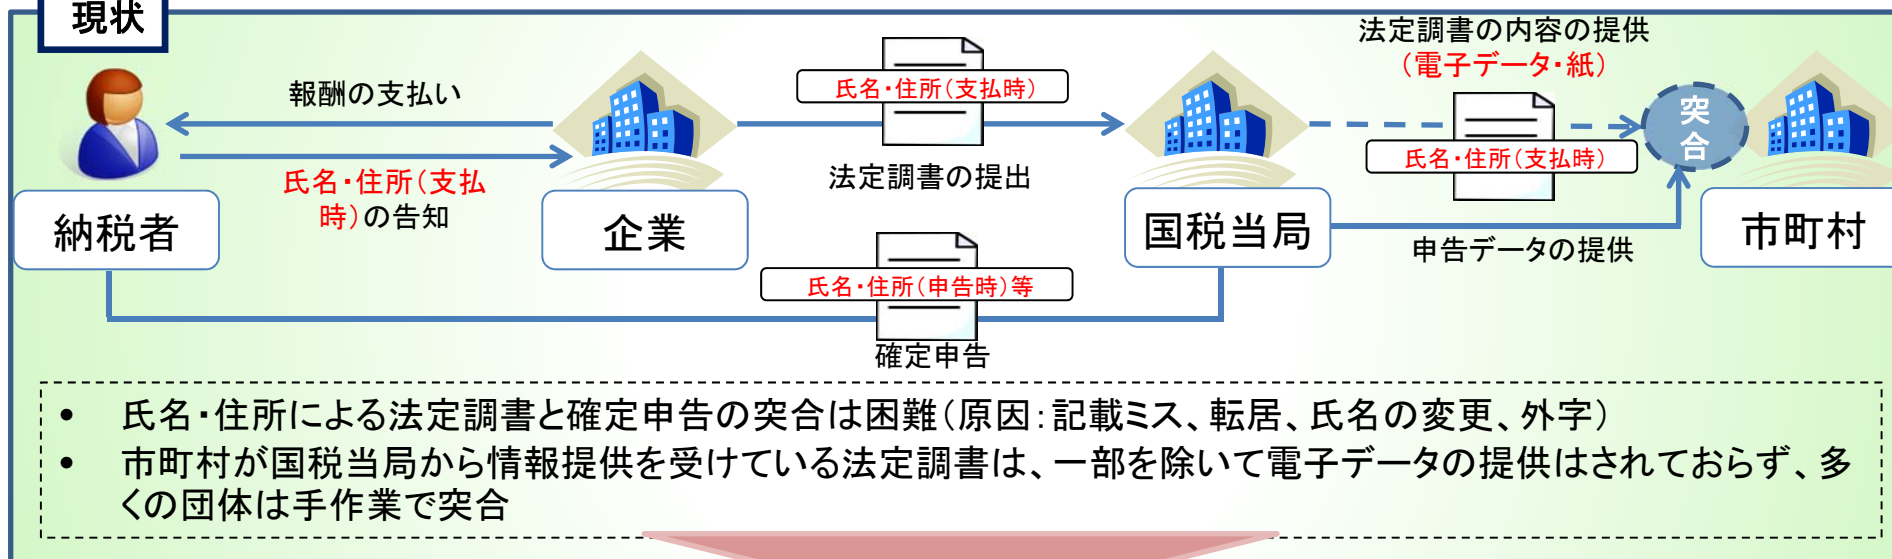 現状
報酬の支払い
氏名・住所(支払
時)の告知
氏名・住所(支払時)
法定調書の提出
法定調書の内容の提供
(電子データ・紙)
氏名・住所(支払時)
突
合
納税者
企業
国税当局
申告データの提供
市町村
氏名・住所(申告時)等
確定申告
• 氏名・住所による法定調書と確定申告の突合は困難(原因:記載ミス、転居、氏名の変更、外字)
• 市町村が国税当局から情報提供を受けている法定調書は、一部を除いて電子データの提供はされておらず、多
くの団体は手作業で突合